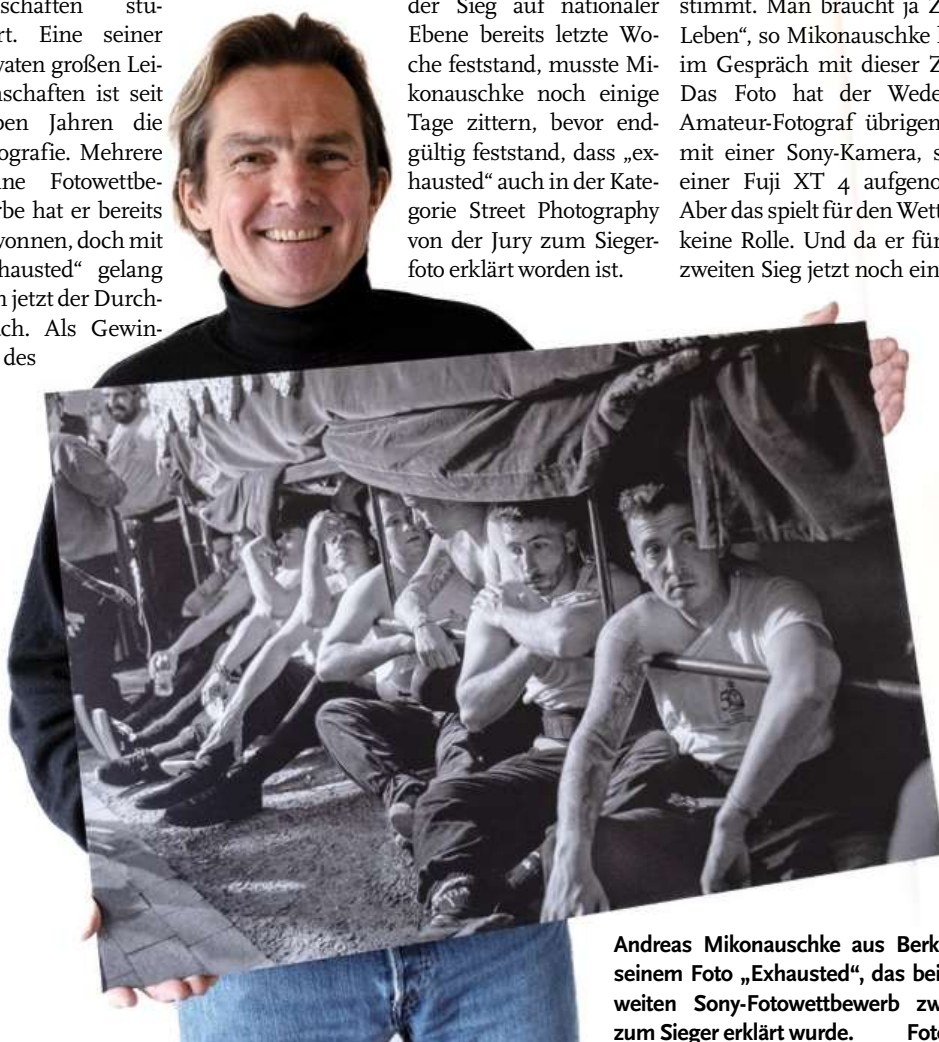 schaften stu-
rt. Eine seiner
vaten großen Lei-
nschaften ist seit
ben Jahren die
ografie. Mehrere
ine Fotowettbe-
rbe hat er bereits
vonnen, doch mit
hausted“ gelang
n jetzt der Durch-
ch. Als Gewin-
des
der Sieg auf nationaler
Ebene bereits letzte Wo-
che feststand, musste Mi-
konauschke noch einige
Tage zittern, bevor end-
gültig feststand, dass „ex-
hausted“ auch in der Kate-
gorie Street Photography
von der Jury zum Sieger-
foto erklärt worden ist.
stimmt. Man braucht ja Z
Leben“, so Mikonauschke
im Gespräch mit dieser Z
Das Foto hat der Wede
Amateur-Fotograf übrigen
mit einer Sony-Kamera, s
einer Fuji XT 4 aufgeno
Aber das spielt für den Wett
keine Rolle. Und da er für
zweiten Sieg jetzt noch ein
Andreas Mikonauschke aus Berk
seinem Foto „Exhausted“, das bei
weiten Sony-Fotowettbewerb zw
zum Sieger erklärt wurde. Foto